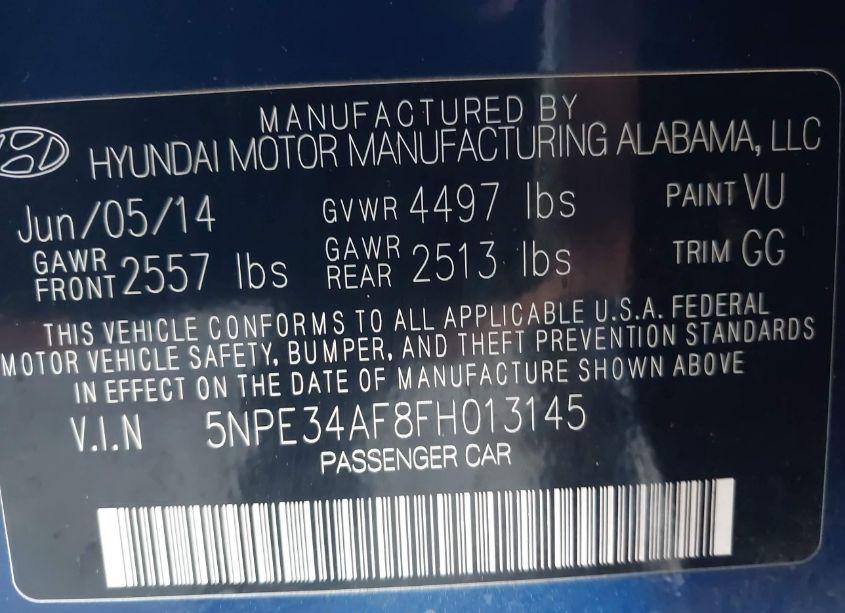 MANUFACTURED BY
HYUNDAI MOTOR MANUFACTURING ALABAMA, LLC
Jun/05/14 GVWR 4497 lbs PAINT VU
GAWR FRONT 2557 lbs GAWR REAR 2513 lbs TRIM GG
THIS VEHICLE CONFORMS TO ALL APPLICABLE U.S.A. FEDERAL
MOTOR VEHICLE SAFETY, BUMPER, AND THEFT PREVENTION STANDARDS
IN EFFECT ON THE DATE OF MANUFACTURE SHOWN ABOVE
V.I.N 5NPE34AF8FH013145
PASSENGER CAR